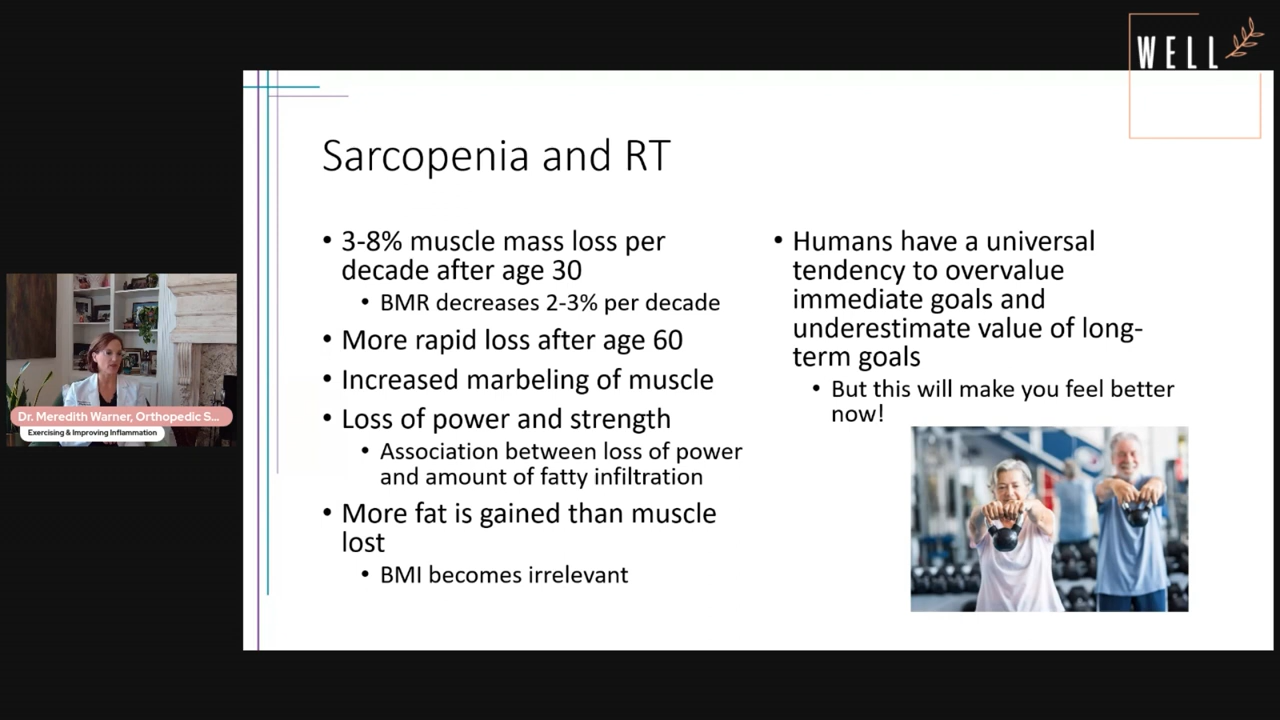 WELL
Sarcopenia and RT
• 3-8% muscle mass loss per
decade after age 30
• BMR decreases 2-3% per decade
• More rapid loss after age 60
• Increased marbeling of muscle
• Loss of power and strength
• Association between loss of power
and amount of fatty infiltration
• More fat is gained than muscle
lost
• BMI becomes irrelevant
• Humans have a universal
tendency to overvalue
immediate goals and
underestimate value of long-
term goals
• But this will make you feel better
now!
Dr. Meredith Warner, Orthopedic S...
Exercising & Improving Inflammation